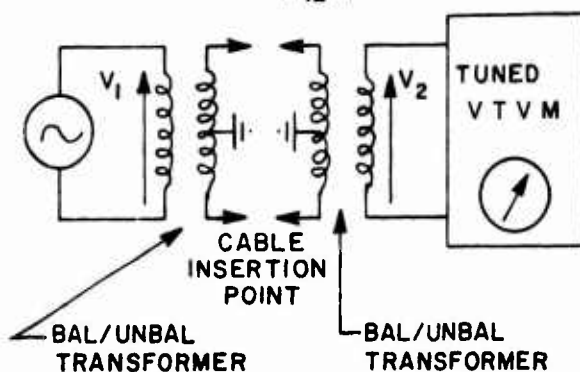 V1
V2
TUNED
VTVM
CABLE
INSERTION
POINT
BAL/UNBAL
TRANSFORMER
BAL/UNBAL
TRANSFORMER